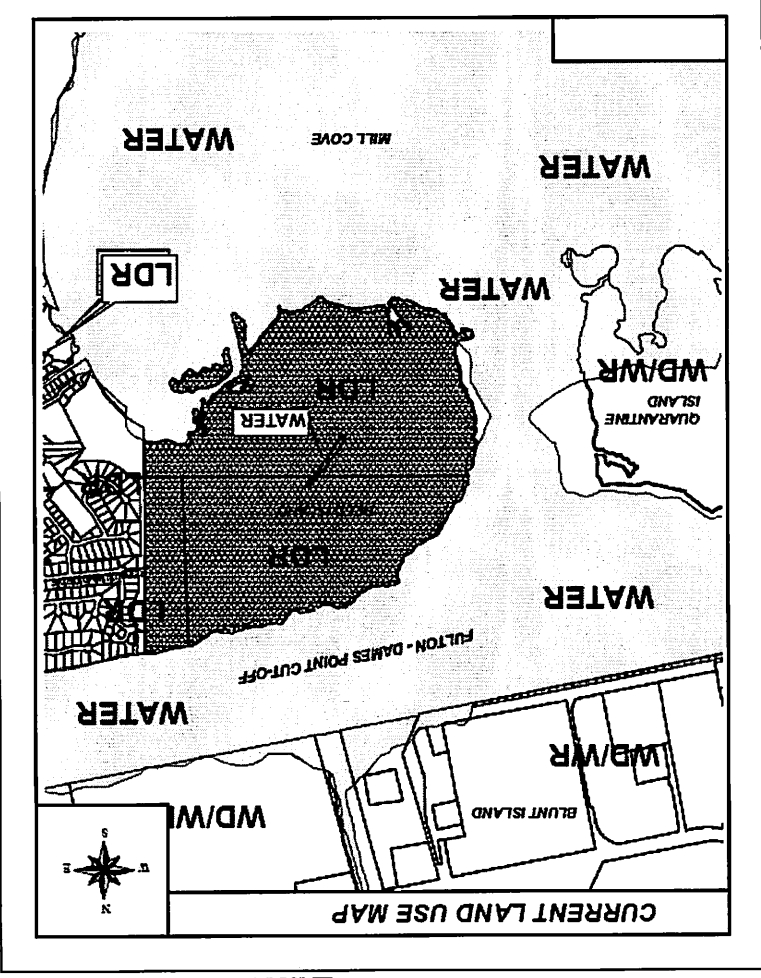 CURRENT LAND USE MAP
N
W E
S
BLUNT ISLAND
WD/WR
WD/WR
WATER
FULTON - DAMES POINT CUT-OFF
WATER
LDR
LDR
LDR
QUARANTINE
ISLAND
WATER
LDR
WD/WR
WATER
LDR
WATER
MILL COVE
WATER